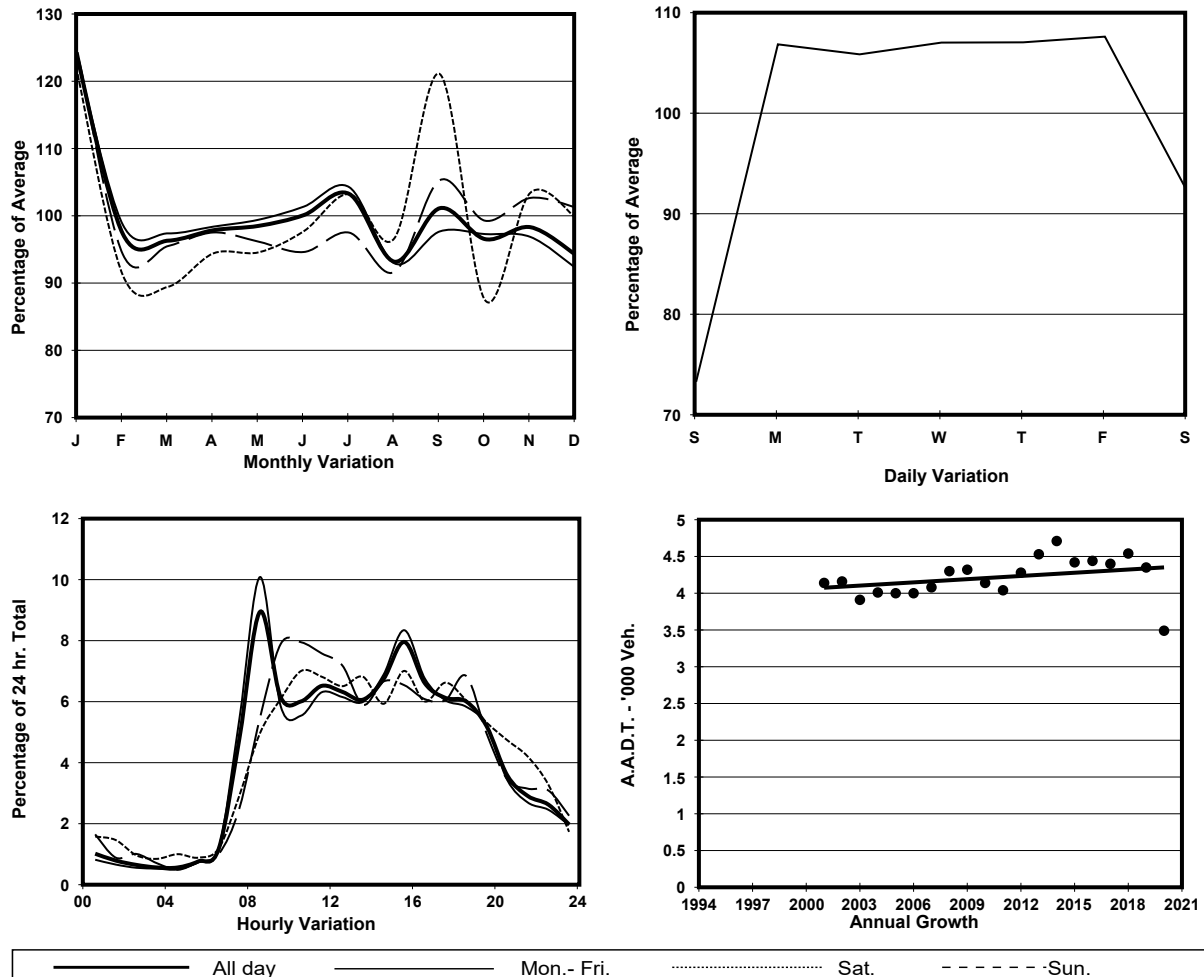 130
120
110
100
90
80
70
Percentage of Average
J F M A M J J A S O N D
Monthly Variation
110
100
90
80
70
Percentage of Average
S M T W T F S
Daily Variation
12
10
8
6
4
2
0
Percentage of 24 hr. Total
00 04 08 12 16 20 24
Hourly Variation
5
4.5
4
3.5
3
2.5
2
1.5
1
0.5
0
A.A.D.T. - '000 Veh.
1994 1997 2000 2003 2006 2009 2012 2015 2018 2021
Annual Growth
All day Mon.- Fri. Sat. Sun.